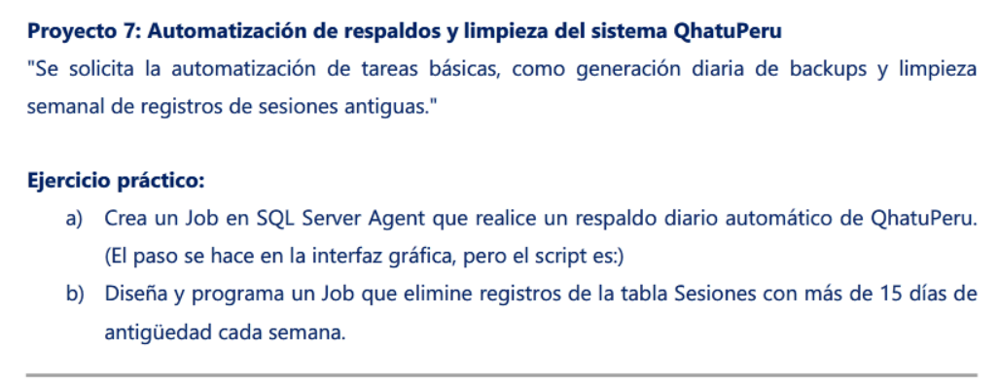 Proyecto 7: Automatización de respaldos y limpieza del sistema QhatuPeru
"Se solicita la automatización de tareas básicas, como generación diaria de backups y limpieza
semanal de registros de sesiones antiguas."
Ejercicio práctico:
a) Crea un Job en SQL Server Agent que realice un respaldo diario automático de QhatuPeru.
(El paso se hace en la interfaz gráfica, pero el script es:)
b) Diseña y programa un Job que elimine registros de la tabla Sesiones con más de 15 días de
antigüedad cada semana.